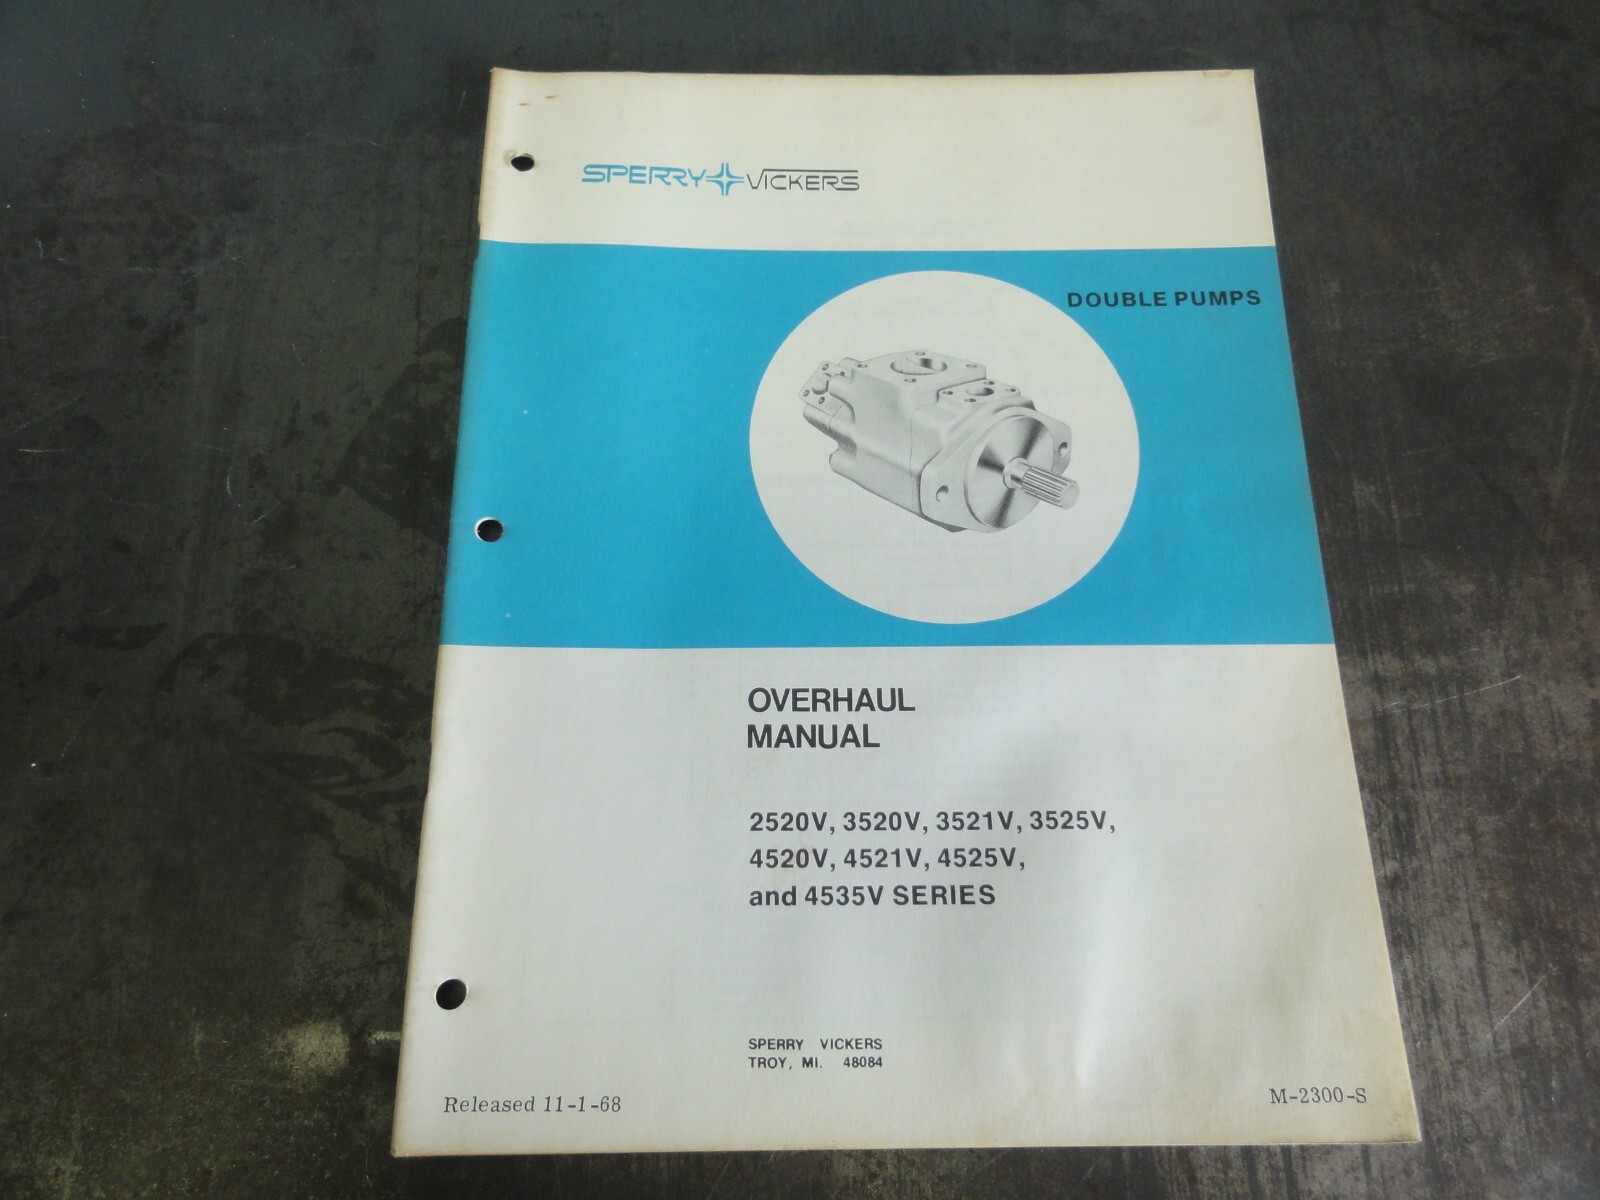 SPERRY VICKERS
DOUBLE PUMPS
OVERHAUL
MANUAL
2520V, 3520V, 3521V, 3525V,
4520V, 4521V, 4525V,
and 4535V SERIES
SPERRY VICKERS
TROY, MI. 48084
Released 11-1-68
M-2300-S